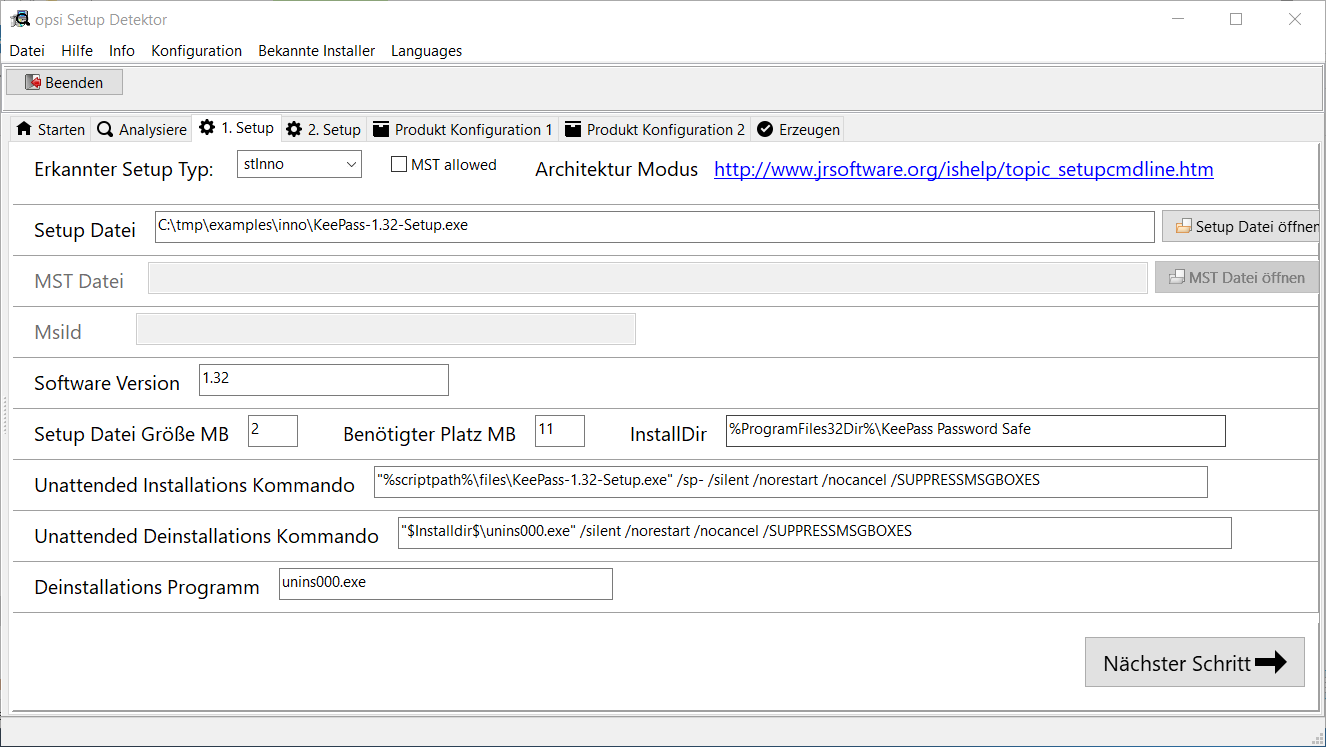 opsi Setup Detektor
Datei Hilfe Info Konfiguration Bekannte Installer Languages
Beenden
Starten Analysiere 1. Setup 2. Setup Produkt Konfiguration 1 Produkt Konfiguration 2 Erzeugen
Erkannter Setup Typ: stInno MST allowed Architektur Modus http://www.jrsoftware.org/ishelp/topic_setupcmdline.htm
Setup Datei C:\tmp\examples\inno\KeePass-1.32-Setup.exe Setup Datei öffnen
MST Datei MST Datei öffnen
MsiId
Software Version 1.32
Setup Datei Größe MB 2 Benötigter Platz MB 11 InstallDir %ProgramFiles32Dir%\KeePass Password Safe
Unattended Installations Kommando "%scriptpath%\files\KeePass-1.32-Setup.exe" /sp- /silent /norestart /nocancel /SUPPRESSMSGBOXES
Unattended Deinstallations Kommando "$Installdir$\unins000.exe" /silent /norestart /nocancel /SUPPRESSMSGBOXES
Deinstallations Programm unins000.exe
Nächster Schritt